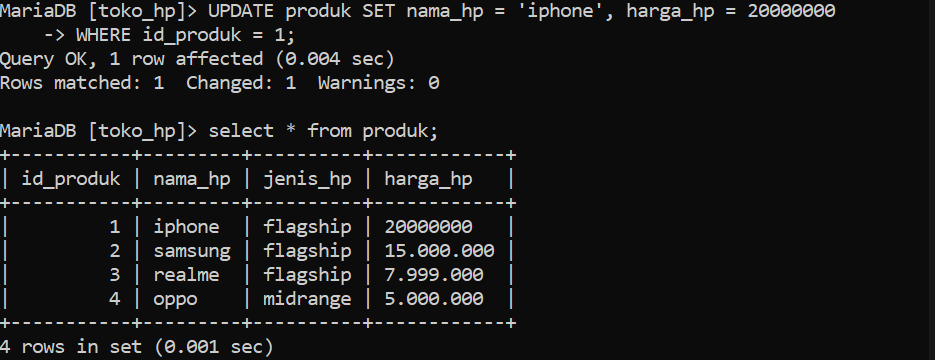 MariaDB [toko_hp]> UPDATE produk SET nama_hp = 'iphone', harga_hp = 20000000
    -> WHERE id_produk = 1;
Query OK, 1 row affected (0.004 sec)
Rows matched: 1  Changed: 1  Warnings: 0

MariaDB [toko_hp]> select * from produk;
+-----------+---------+----------+------------+
| id_produk | nama_hp | jenis_hp | harga_hp   |
+-----------+---------+----------+------------+
|         1 | iphone  | flagship | 20000000   |
|         2 | samsung | flagship | 15.000.000 |
|         3 | realme  | flagship | 7.999.000  |
|         4 | oppo    | midrange | 5.000.000  |
+-----------+---------+----------+------------+
4 rows in set (0.001 sec)